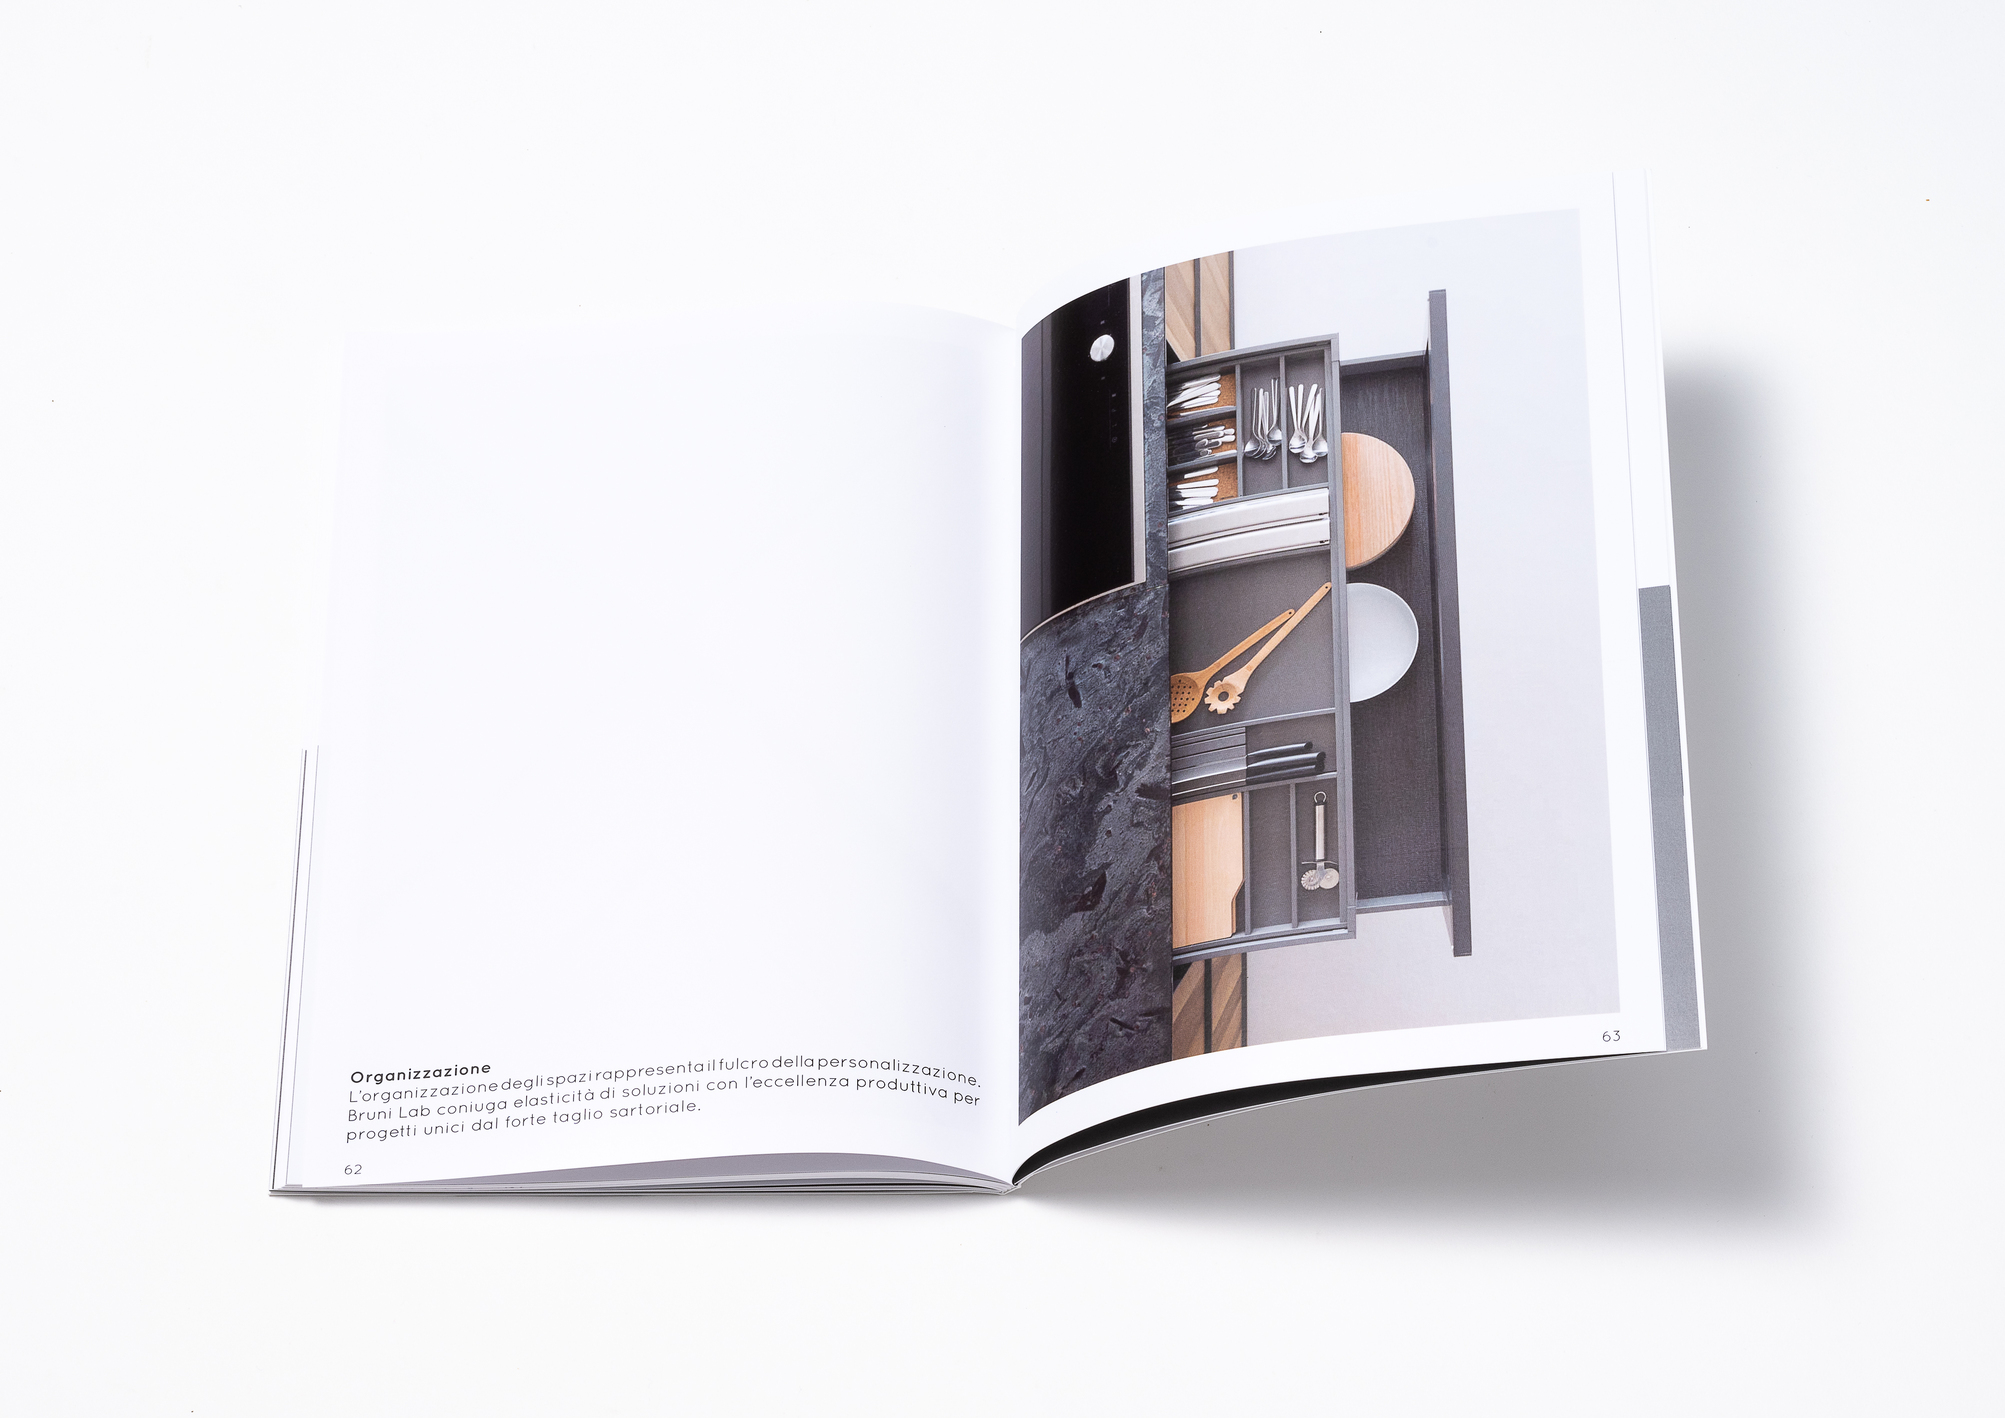 Organizzazione
L'organizzazione degli spazi rappresenta il fulcro della personalizzazione.
Bruni Lab coniuga elasticità di soluzioni con l'eccellenza produttiva per
progetti unici dal forte taglio sartoriale.
62
63